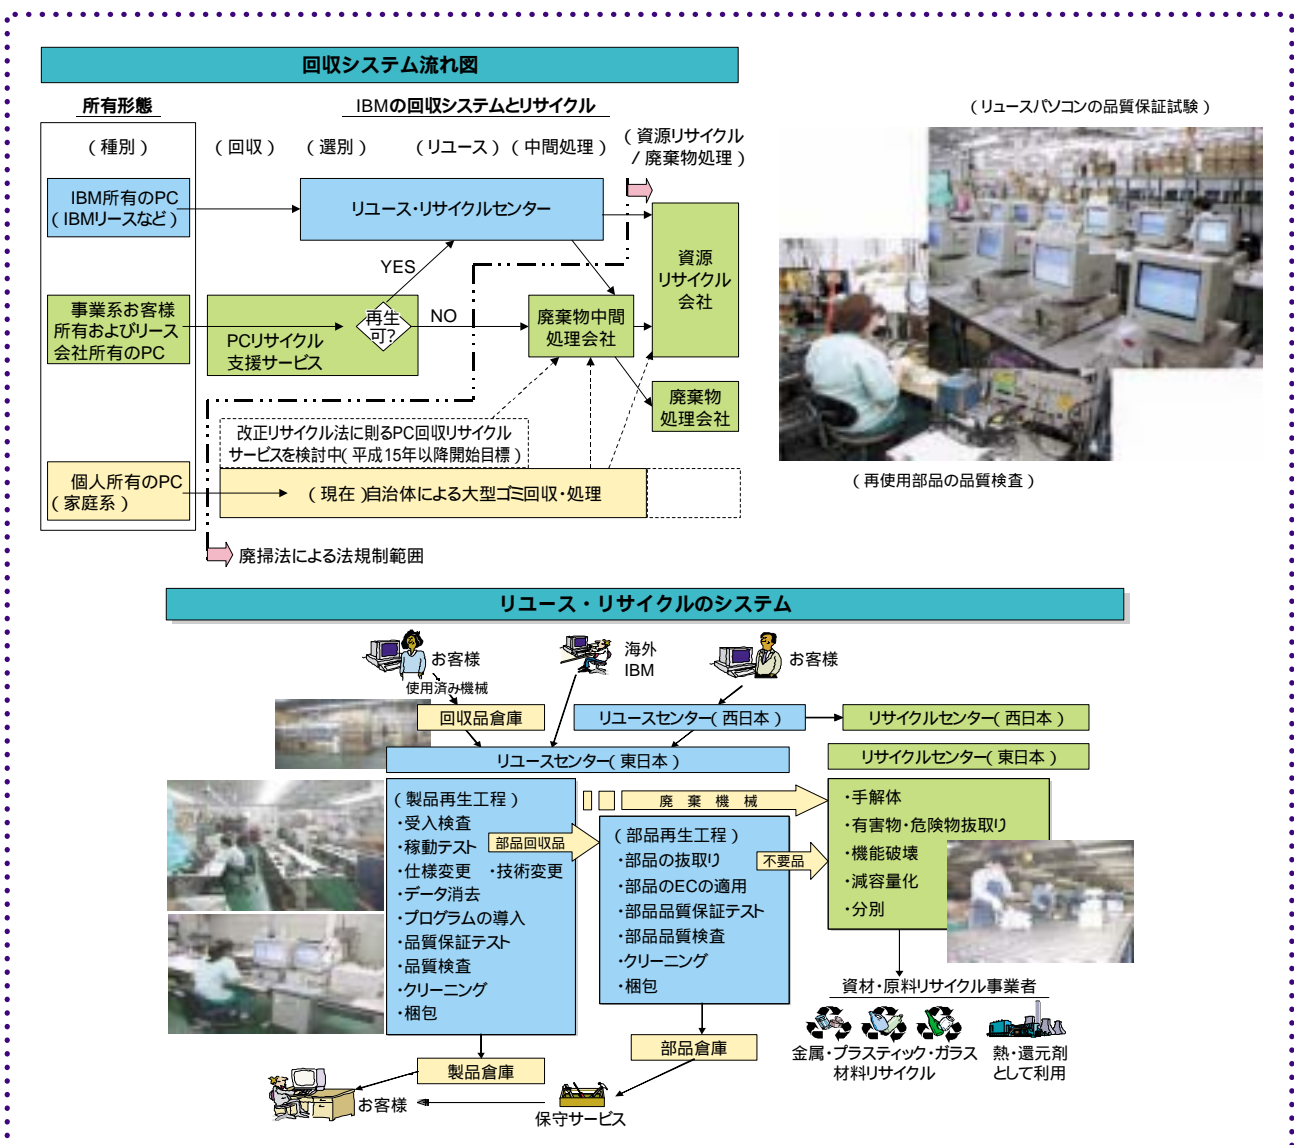 回収システム流れ図
所有形態
IBMの回収システムとリサイクル
（リユースパソコンの品質保証試験）
（種別）
（回収）
（選別）
（リユース）
（中間処理）
（資源リサイクル
/廃棄物処理）
IBM所有のPC
（IBMリースなど）
リユース・リサイクルセンター
資源
リサイクル
会社
YES
事業系お客様
所有およびリース
会社所有のPC
PCリサイクル
支援サービス
再生
可?
NO
廃棄物中間
処理会社
廃棄物
処理会社
改正リサイクル法に則るPC回収リサイクル
サービスを検討中（平成15年以降開始目標）
個人所有のPC
（家庭系）
（現在）自治体による大型ゴミ回収・処理
（再使用部品の品質検査）
廃掃法による法規制範囲
リユース・リサイクルのシステム
お客様
海外
IBM
お客様
使用済み機械
回収品倉庫
リユースセンター（西日本）
リサイクルセンター（西日本）
リユースセンター（東日本）
リサイクルセンター（東日本）
（製品再生工程）
・受入検査
・稼動テスト
・仕様変更 ・技術変更
・データ消去
・プログラムの導入
・品質保証テスト
・品質検査
・クリーニング
・梱包
部品回収品
廃棄機械
（部品再生工程）
・部品の抜取り
・部品のECの適用
・部品品質保証テスト
・部品品質検査
・クリーニング
・梱包
不要品
・手解体
・有害物・危険物抜取り
・機能破壊
・減容量化
・分別
資材・原料リサイクル事業者
金属・プラスティック・ガラス
材料リサイクル
熱・還元剤
として利用
部品倉庫
製品倉庫
お客様
保守サービス